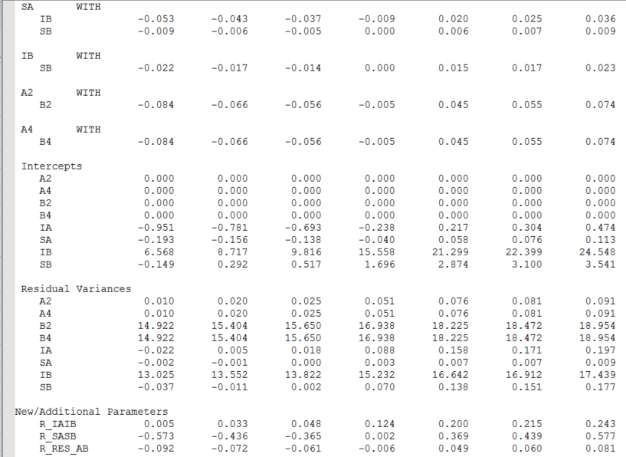 SA WITH
IB -0.053 -0.043 -0.037 -0.009 0.020 0.025 0.036
SB -0.009 -0.006 -0.005 0.000 0.006 0.007 0.009
IB WITH
SB -0.022 -0.017 -0.014 0.000 0.015 0.017 0.023
A2 WITH
B2 -0.084 -0.066 -0.056 -0.005 0.045 0.055 0.074
A4 WITH
B4 -0.084 -0.066 -0.056 -0.005 0.045 0.055 0.074
Intercepts
A2 0.000 0.000 0.000 0.000 0.000 0.000 0.000
A4 0.000 0.000 0.000 0.000 0.000 0.000 0.000
B2 0.000 0.000 0.000 0.000 0.000 0.000 0.000
B4 0.000 0.000 0.000 0.000 0.000 0.000 0.000
IA -0.951 -0.781 -0.693 -0.238 0.217 0.304 0.474
SA -0.193 -0.156 -0.138 -0.040 0.058 0.076 0.113
IB 6.568 8.717 9.816 15.558 21.299 22.399 24.548
SB -0.149 0.292 0.517 1.696 2.874 3.100 3.541
Residual Variances
A2 0.010 0.020 0.025 0.051 0.076 0.081 0.091
A4 0.010 0.020 0.025 0.051 0.076 0.081 0.091
B2 14.922 15.404 15.650 16.938 18.225 18.472 18.954
B4 14.922 15.404 15.650 16.938 18.225 18.472 18.954
IA -0.022 0.005 0.018 0.088 0.158 0.171 0.197
SA -0.002 -0.001 0.000 0.003 0.007 0.007 0.009
IB 13.025 13.552 13.822 15.232 16.642 16.912 17.439
SB -0.037 -0.011 0.002 0.070 0.138 0.151 0.177
New/Additional Parameters
R_IAIB 0.005 0.033 0.048 0.124 0.200 0.215 0.243
R_SASB -0.573 -0.436 -0.365 0.002 0.369 0.439 0.577
R_RES_AB -0.092 -0.072 -0.061 -0.006 0.049 0.060 0.081